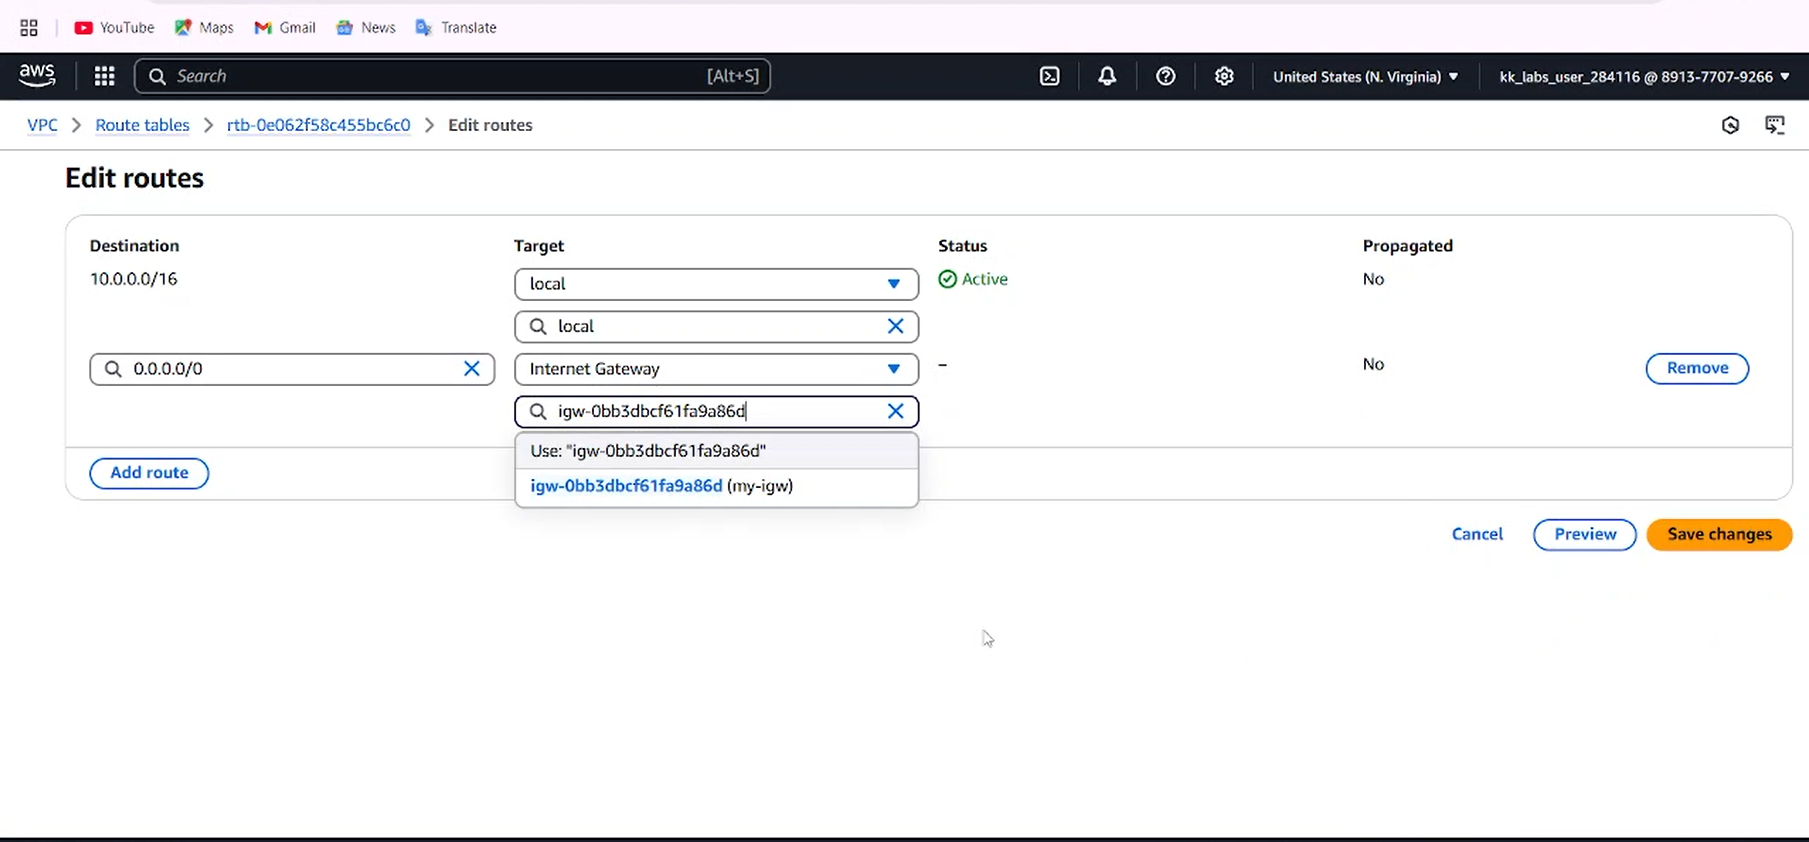 YouTube Maps Gmail News Translate
aws Search [Alt+S] United States (N. Virginia) kk_labs_user_284116 @ 8913-7707-9266
VPC Route tables rtb-0e062f58c455bc6c0 Edit routes
Edit routes
Destination Target Status Propagated
10.0.0.0/16 local Active No
local
0.0.0.0/0 Internet Gateway – No Remove
igw-0bb3dbcf61fa9a86d
Use: "igw-0bb3dbcf61fa9a86d"
Add route
igw-0bb3dbcf61fa9a86d (my-igw)
Cancel Preview Save changes